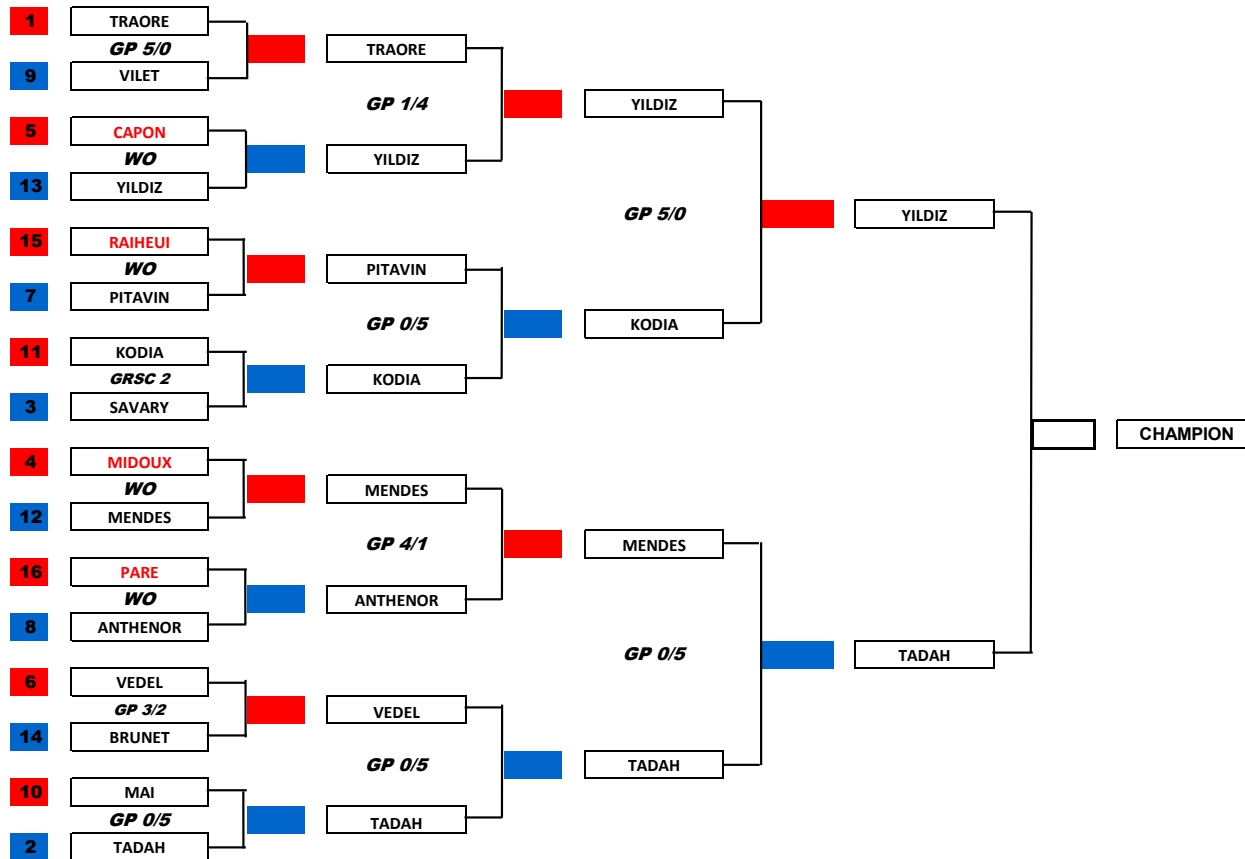 1 TRAORE
GP 5/0
9 VILET
5 CAPON
WO
13 YILDIZ
15 RAIHEUI
WO
7 PITAVIN
11 KODIA
GRSC 2
3 SAVARY
4 MIDOUX
WO
12 MENDES
16 PARE
WO
8 ANTHENOR
6 VEDEL
GP 3/2
14 BRUNET
10 MAI
GP 0/5
2 TADAH
TRAORE
GP 1/4
YILDIZ
PITAVIN
GP 0/5
KODIA
MENDES
GP 4/1
ANTHENOR
VEDEL
GP 0/5
TADAH
YILDIZ
GP 5/0
KODIA
MENDES
GP 0/5
TADAH
YILDIZ
TADAH
CHAMPION